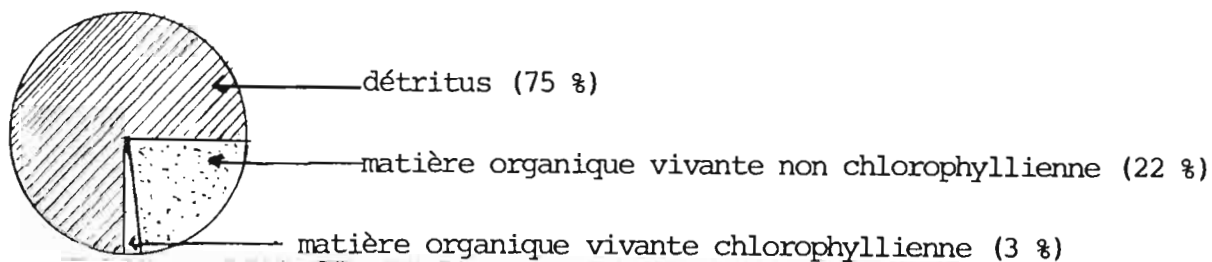 détritus (75 %)
matière organique vivante non chlorophyllienne (22 %)
matière organique vivante chlorophyllienne (3 %)